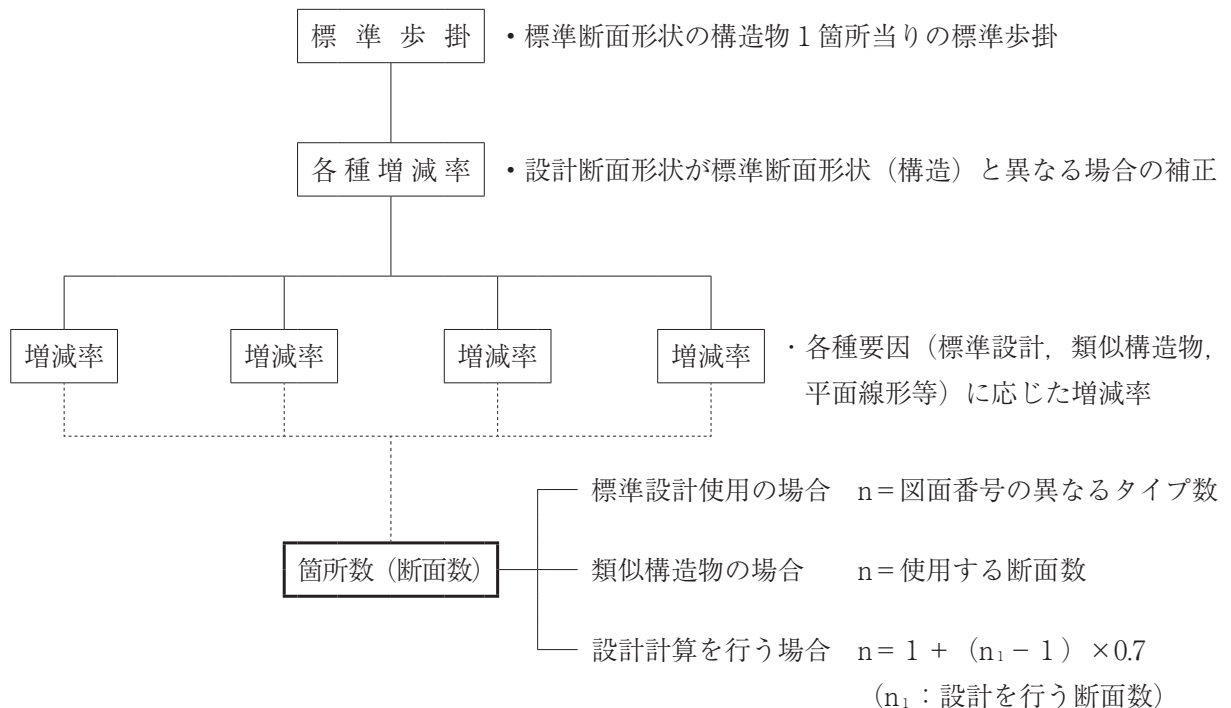 標準歩掛 ・標準断面形状の構造物1箇所当りの標準歩掛
各種増減率 ・設計断面形状が標準断面形状（構造）と異なる場合の補正
増減率 増減率 増減率 増減率 ・各種要因（標準設計，類似構造物，
平面線形等）に応じた増減率
標準設計使用の場合 n＝図面番号の異なるタイプ数
箇所数（断面数） 類似構造物の場合 n＝使用する断面数
設計計算を行う場合 n＝1＋（n₁－1）×0.7
（n₁：設計を行う断面数）